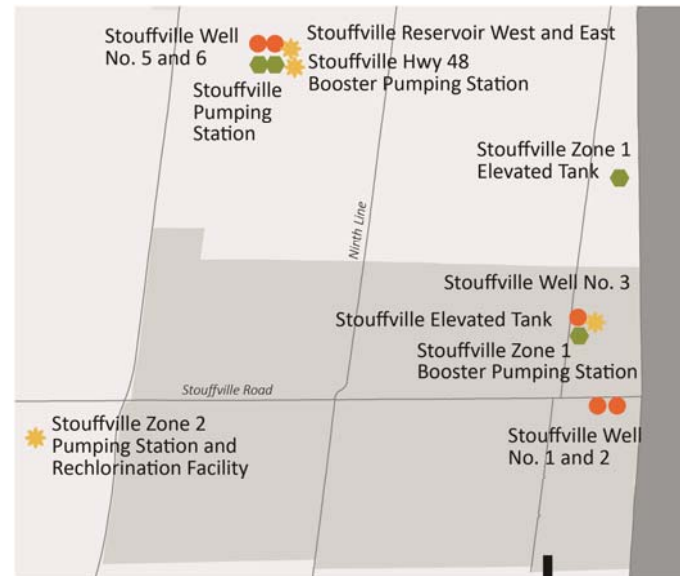 Stouffville Well
No. 5 and 6
Stouffville Reservoir West and East
Stouffville Hwy 48
Booster Pumping Station
Stouffville
Pumping
Station
Stouffville Zone 1
Elevated Tank
Ninth Line
Stouffville Well No. 3
Stouffville Elevated Tank
Stouffville Zone 1
Booster Pumping Station
Stouffville Road
Stouffville Zone 2
Pumping Station and
Rechlorination Facility
Stouffville Well
No. 1 and 2